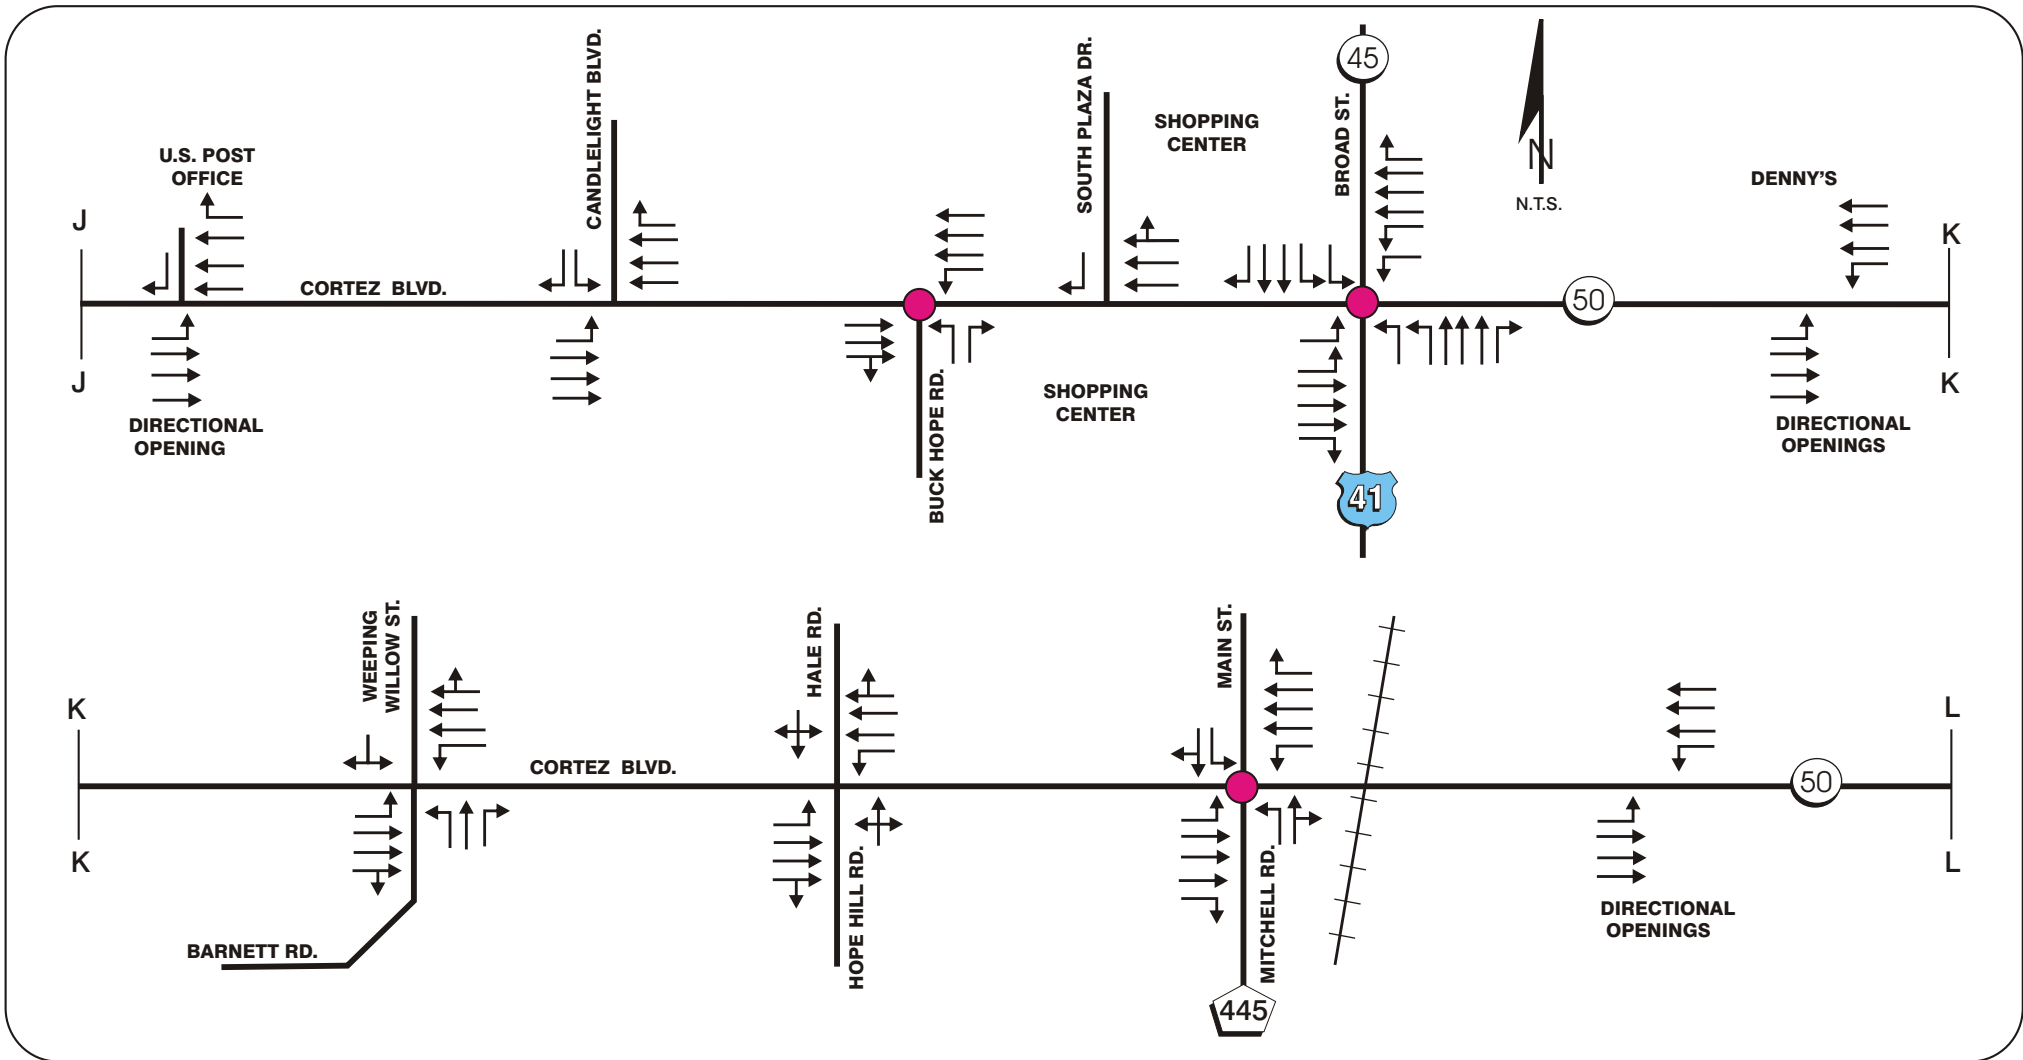 CANDLELIGHT BLVD.
SOUTH PLAZA DR.
45
SHOPPING
CENTER
BROAD ST.
N
N.T.S.
U.S. POST
OFFICE
DENNY'S
J
K
CORTEZ BLVD.
50
J
K
DIRECTIONAL
OPENING
BUCK HOPE RD.
SHOPPING
CENTER
DIRECTIONAL
OPENINGS
41
WEEPING
WILLOW ST.
HALE RD.
MAIN ST.
K
L
CORTEZ BLVD.
50
K
L
BARNETT RD.
HOPE HILL RD.
MITCHELL RD.
DIRECTIONAL
OPENINGS
445